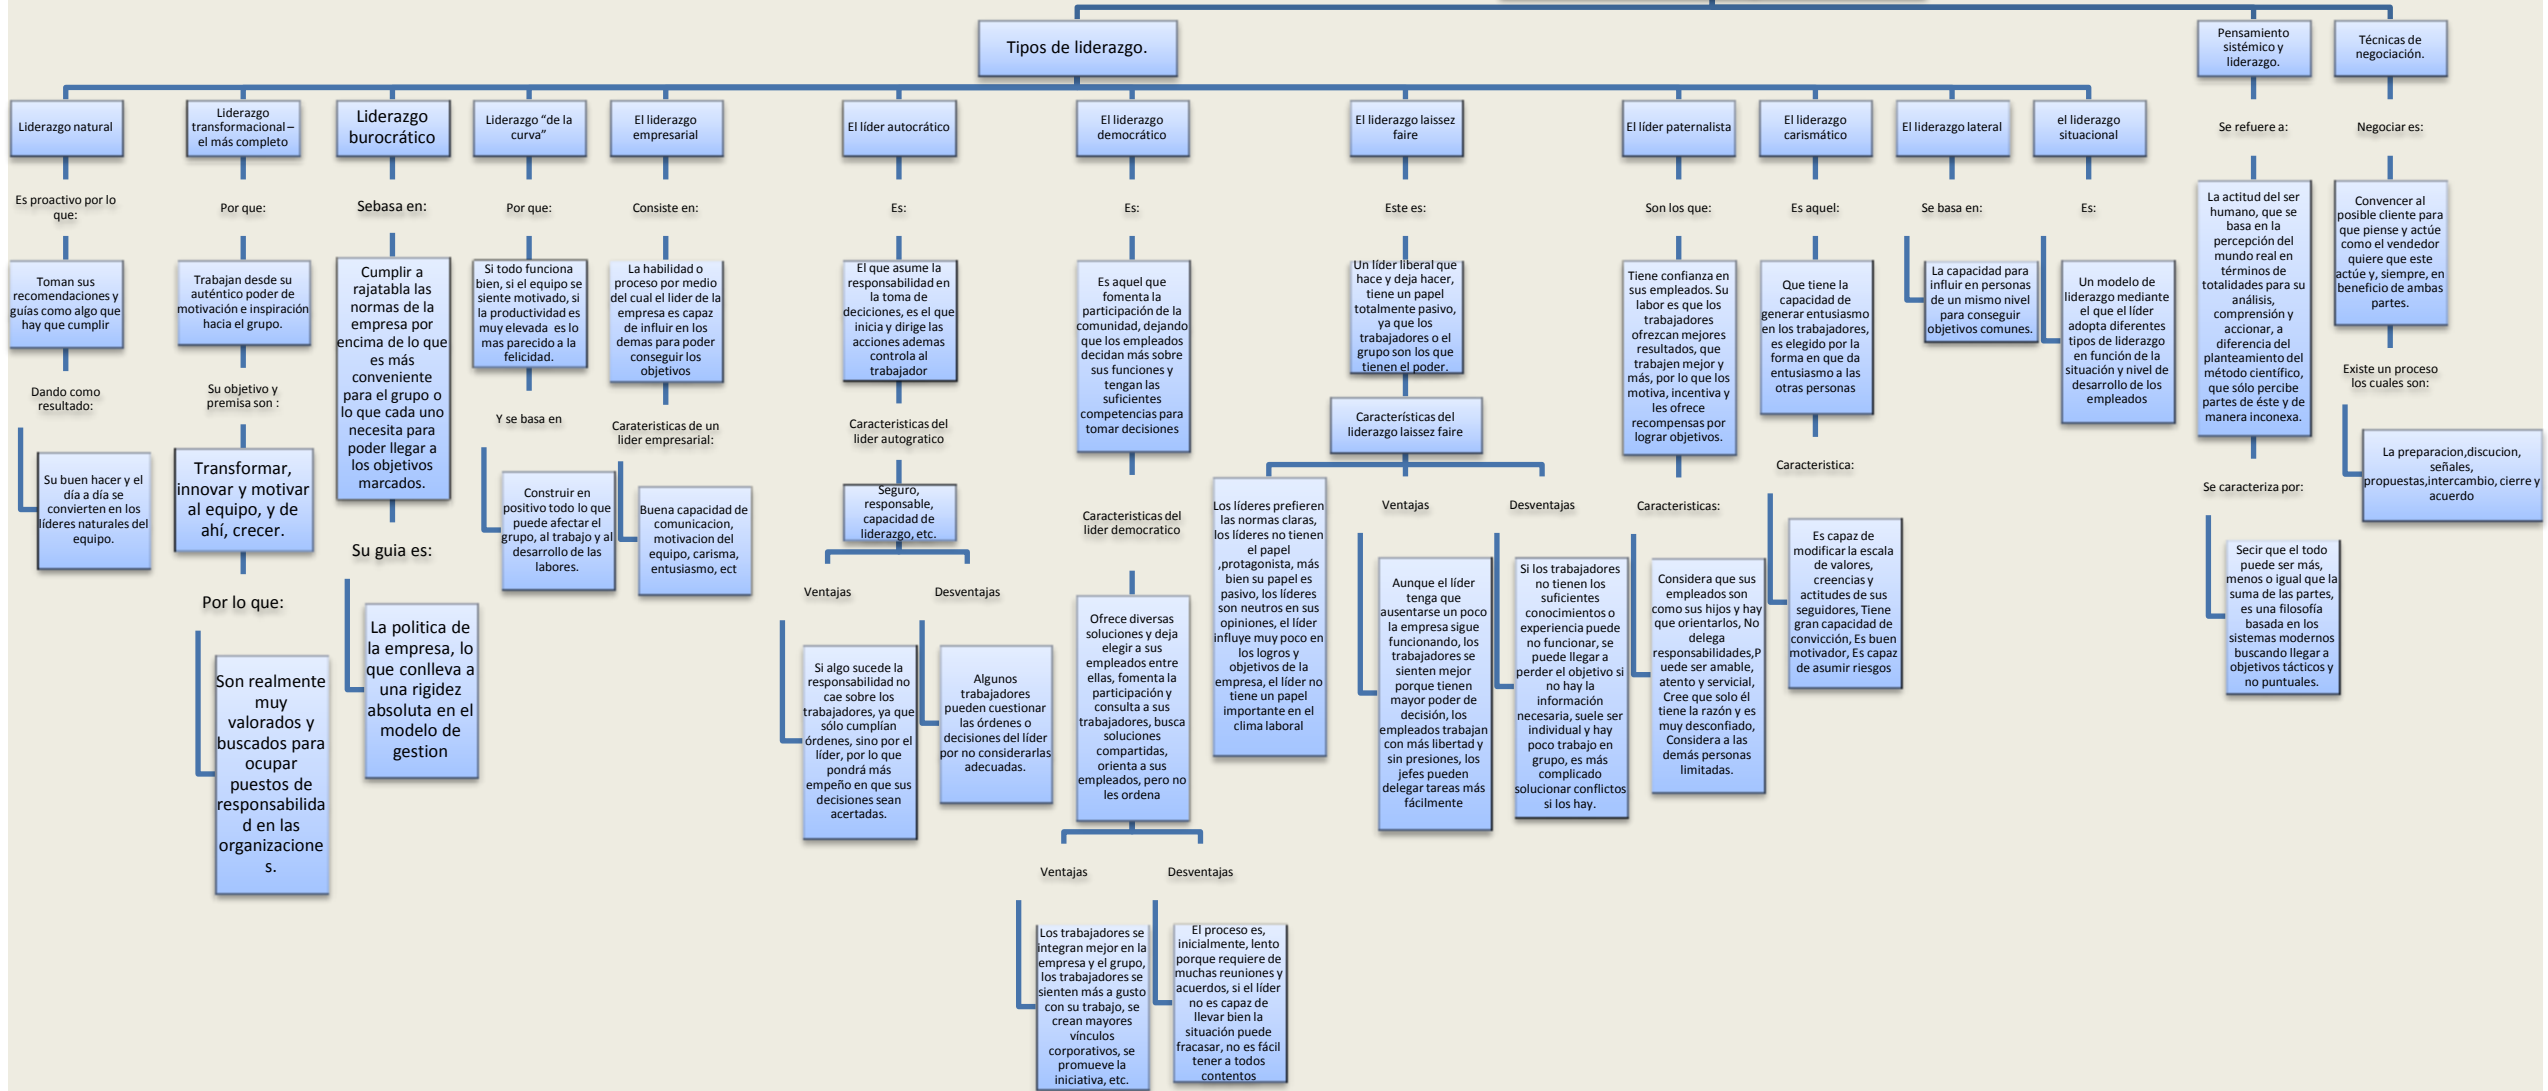 Tipos de liderazgo.
Pensamiento
sistémico y
liderazgo.
Técnicas de
negociación.
Liderazgo natural
Es proactivo por lo
que:
Toman sus
recomendaciones y
guías como algo que
hay que cumplir
Dando como
resultado:
Su buen hacer y el
día a día se
convierten en los
líderes naturales del
equipo.
Liderazgo
transformacional –
el más completo
Por que:
Trabajan desde su
auténtico poder de
motivación e inspiración
hacia el grupo.
Su objetivo y
premisa son :
Transformar,
innovar y motivar
al equipo, y de
ahí, crecer.
Por lo que:
Son realmente
muy
valorados y
buscados para
ocupar
puestos de
responsabilida
d en las
organizacione
s.
Liderazgo
burocrático
Sebasa en:
Cumplir a
rajatabla las
normas de la
empresa por
encima de lo que
es más
conveniente
para el grupo o
lo que cada uno
necesita para
poder llegar a
los objetivos
marcados.
Su guia es:
La politica de
la empresa, lo
que conlleva a
una rigidez
absoluta en el
modelo de
gestion
Liderazgo “de la
curva”
Por que:
Si todo funciona
bien, si el equipo se
siente motivado, si
la productividad es
muy elevada es lo
mas parecido a la
felicidad.
Y se basa en
Construir en
positivo todo lo que
puede afectar el
grupo, al trabajo y al
desarrollo de las
labores.
El liderazgo
empresarial
Consiste en:
La habilidad o
proceso por medio
del cual el lider de la
empresa es capaz
de influir en los
demas para poder
conseguir los
objetivos
Carateristicas de un
lider empresarial:
Buena capacidad de
comunicacion,
motivacion del
equipo, carisma,
entusiasmo, ect
El líder autocrático
Es:
El que asume la
responsabilidad en
la toma de
deciciones, es el que
inicia y dirige las
acciones ademas
controla al
trabajador
Caracteristicas del
lider autogratico
Seguro,
responsable,
capacidad de
liderazgo, etc.
Ventajas
Si algo sucede la
responsabilidad no
cae sobre los
trabajadores, ya que
sólo cumplían
órdenes, sino por el
líder, por lo que
pondrá más
empeño en que sus
decisiones sean
acertadas.
Desventajas
Algunos
trabajadores
pueden cuestionar
las órdenes o
decisiones del líder
por no considerarlas
adecuadas.
El liderazgo
democrático
Es:
Es aquel que
fomenta la
participación de la
comunidad, dejando
que los empleados
decidan más sobre
sus funciones y
tengan las
suficientes
competencias para
tomar decisiones
Caracteristicas del
lider democratico
Ofrece diversas
soluciones y deja
elegir a sus
empleados entre
ellas, fomenta la
participación y
consulta a sus
trabajadores, busca
soluciones
compartidas,
orienta a sus
empleados, pero no
les ordena
Ventajas
Los trabajadores se
integran mejor en la
empresa y el grupo,
los trabajadores se
sienten más a gusto
con su trabajo, se
crean mayores
vínculos
corporativos, se
promueve la
iniciativa, etc.
Desventajas
El proceso es,
inicialmente, lento
porque requiere de
muchas reuniones y
acuerdos, si el líder
no es capaz de
llevar bien la
situación puede
fracasar, no es fácil
tener a todos
contentos
El liderazgo laissez
faire
Este es:
Un líder liberal que
hace y deja hacer,
tiene un papel
totalmente pasivo,
ya que los
trabajadores o el
grupo son los que
tienen el poder.
Características del
liderazgo laissez faire
Los líderes prefieren
las normas claras,
los líderes no tienen
el papel
,protagonista, más
bien su papel es
pasivo, los líderes
son neutros en sus
opiniones, el líder
influye muy poco en
los logros y
objetivos de la
empresa, el líder no
tiene un papel
importante en el
clima laboral
Ventajas
Aunque el líder
tenga que
ausentarse un poco
la empresa sigue
funcionando, los
trabajadores se
sienten mejor
porque tienen
mayor poder de
decisión, los
empleados trabajan
con más libertad y
sin presiones, los
jefes pueden
delegar tareas más
fácilmente
Desventajas
Si los trabajadores
no tienen los
suficientes
conocimientos o
experiencia puede
no funcionar, se
puede llegar a
perder el objetivo si
no hay la
información
necesaria, suele ser
individual y hay
poco trabajo en
grupo, es más
complicado
solucionar conflictos
si los hay.
El líder paternalista
Son los que:
Tiene confianza en
sus empleados. Su
labor es que los
trabajadores
ofrezcan mejores
resultados, que
trabajen mejor y
más, por lo que los
motiva, incentiva y
les ofrece
recompensas por
lograr objetivos.
Caracteristicas:
Considera que sus
empleados son
como sus hijos y hay
que orientarlos, No
delega
responsabilidades,P
uede ser amable,
atento y servicial,
Cree que solo él
tiene la razón y es
muy desconfiado,
Considera a las
demás personas
limitadas.
El liderazgo
carismático
Es aquel:
Que tiene la
capacidad de
generar entusiasmo
en los trabajadores,
es elegido por la
forma en que da
entusiasmo a las
otras personas
Caracteristica:
Es capaz de
modificar la escala
de valores,
creencias y
actitudes de sus
seguidores, Tiene
gran capacidad de
convicción, Es buen
motivador, Es capaz
de asumir riesgos
El liderazgo lateral
Se basa en:
La capacidad para
influir en personas
de un mismo nivel
para conseguir
objetivos comunes.
el liderazgo
situacional
Es:
Un modelo de
liderazgo mediante
el que el líder
adopta diferentes
tipos de liderazgo
en función de la
situación y nivel de
desarrollo de los
empleados
Se refuere a:
La actitud del ser
humano, que se
basa en la
percepción del
mundo real en
términos de
totalidades para su
análisis,
comprensión y
accionar, a
diferencia del
planteamiento del
método científico,
que sólo percibe
partes de éste y de
manera inconexa.
Se caracteriza por:
Secir que el todo
puede ser más,
menos o igual que la
suma de las partes,
es una filosofía
basada en los
sistemas modernos
buscando llegar a
objetivos tácticos y
no puntuales.
Negociar es:
Convencer al
posible cliente para
que piense y actúe
como el vendedor
quiere que este
actúe y, siempre, en
beneficio de ambas
partes.
Existe un proceso
los cuales son:
La preparacion,discucion,
señales,
propuestas,intercambio, cierre y
acuerdo